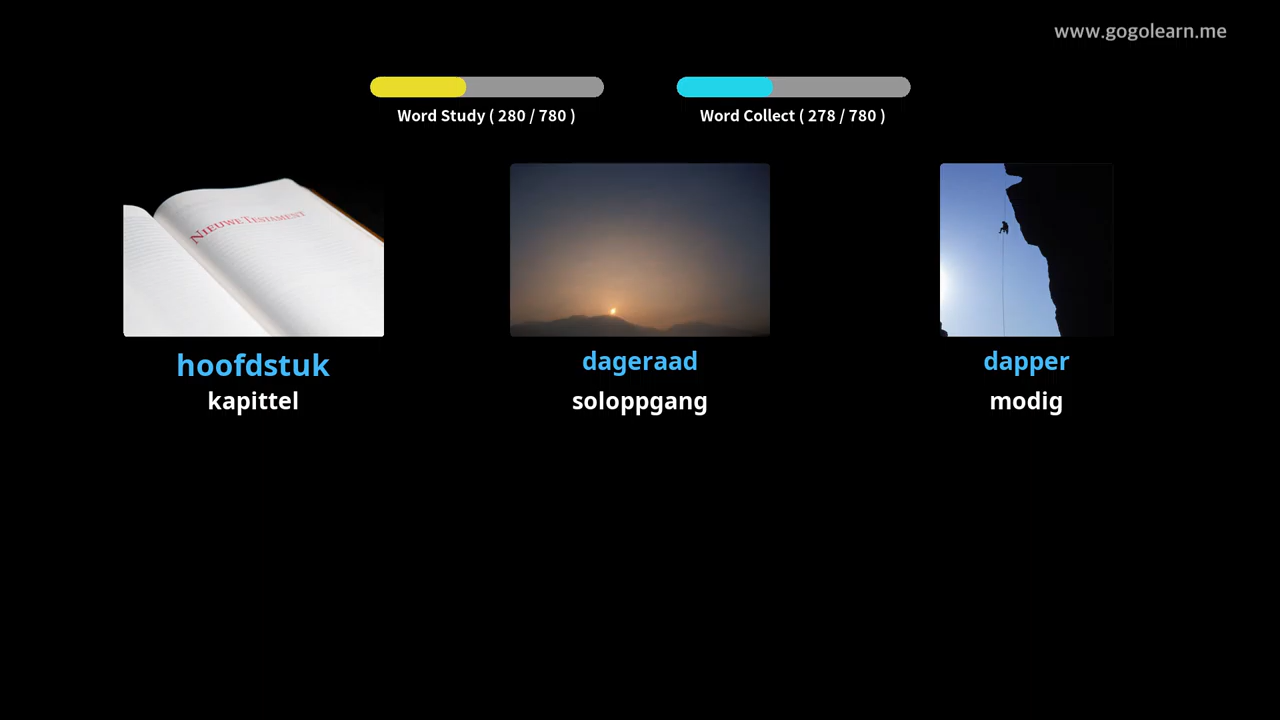 www.gogolearn.me
Word Study ( 280 / 780 )
Word Collect ( 278 / 780 )
NIEUWE TESTAMENT
hoofdstuk
kapittel
dageraad
soloppgang
dapper
modig